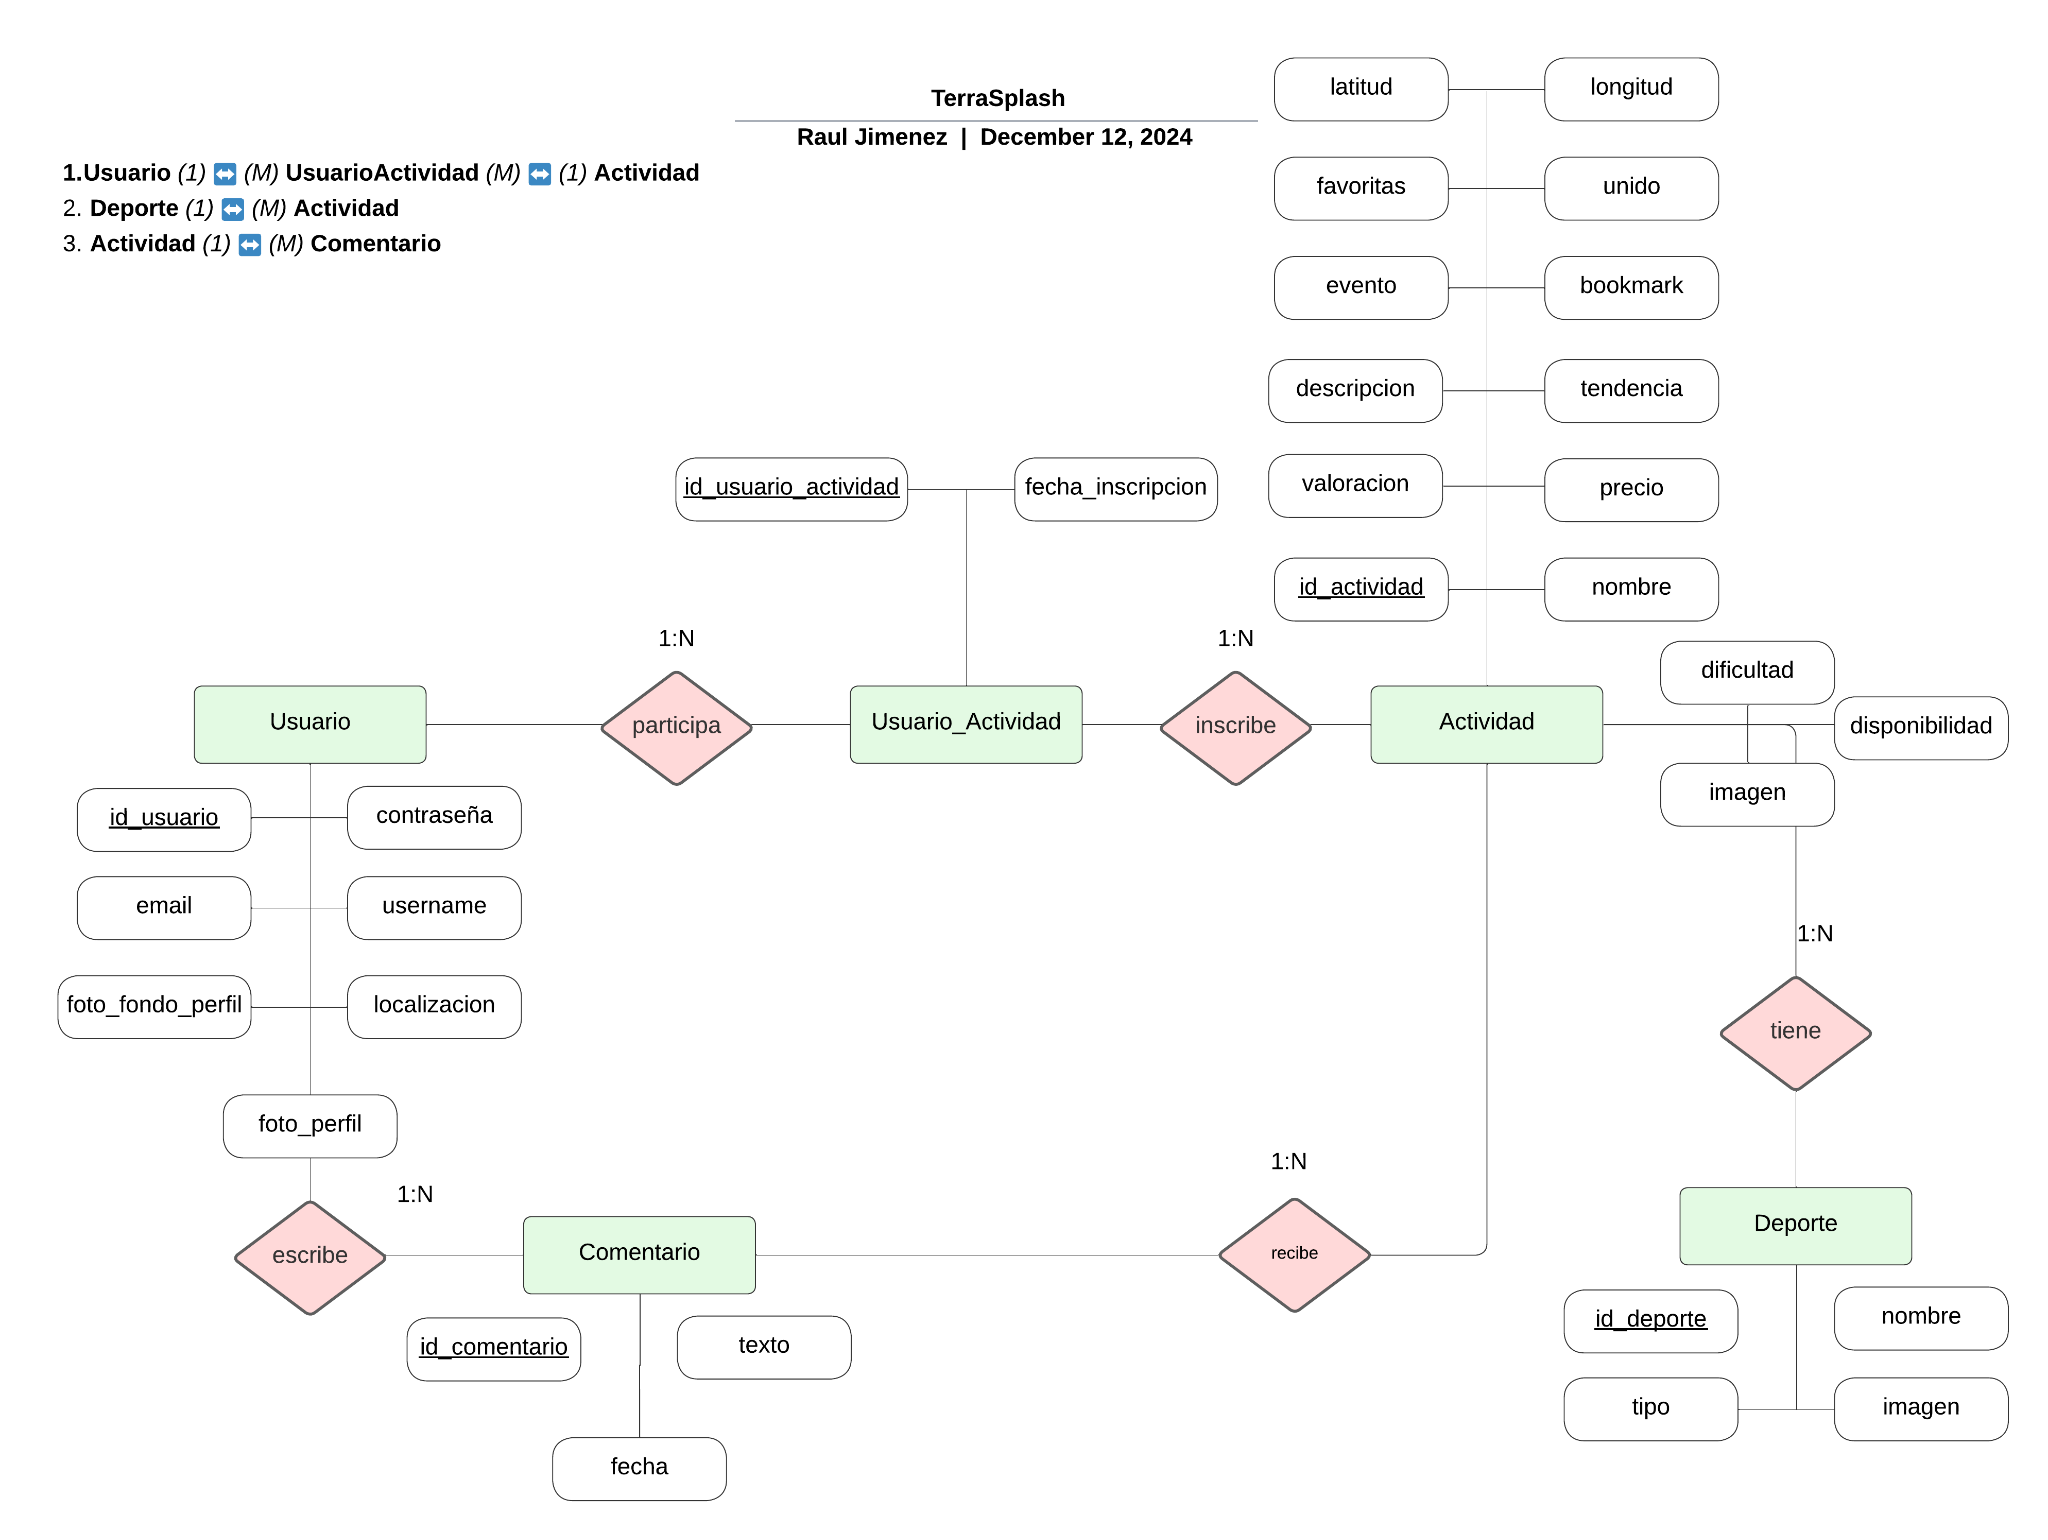 TerraSplash
Raul Jimenez | December 12, 2024
1.Usuario (1) ↔️ (M) UsuarioActividad (M) ↔️ (1) Actividad
2. Deporte (1) ↔️ (M) Actividad
3. Actividad (1) ↔️ (M) Comentario
latitud
longitud
favoritas
unido
evento
bookmark
descripcion
tendencia
valoracion
precio
id_usuario_actividad
fecha_inscripcion
id_actividad
nombre
1:N
1:N
dificultad
Usuario
participa
Usuario_Actividad
inscribe
Actividad
disponibilidad
imagen
id_usuario
contraseña
email
username
1:N
foto_fondo_perfil
localizacion
tiene
foto_perfil
1:N
1:N
escribe
Comentario
recibe
Deporte
id_comentario
texto
id_deporte
nombre
tipo
imagen
fecha